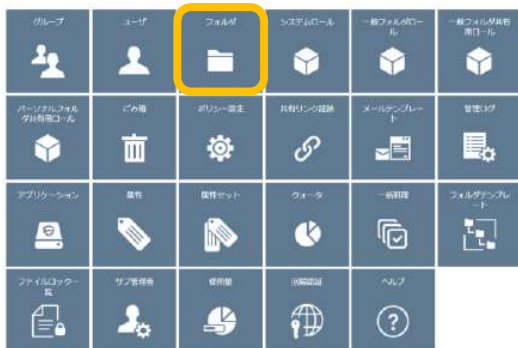 グループ
ユーザ
フォルダ
システムロール
一般フォルダロー
ル
一般フォルダ共有
用ロール
パーソナルフォル
ダ共有用ロール
ごみ箱
ポリシー設定
共有リンク証跡
メールテンプレー
ト
管理ログ
アプリケーション
属性
属性セット
クォータ
一括処理
フォルダテンプレ
ート
ファイルロック一
覧
サブ管理者
使用量
国際認証
ヘルプ